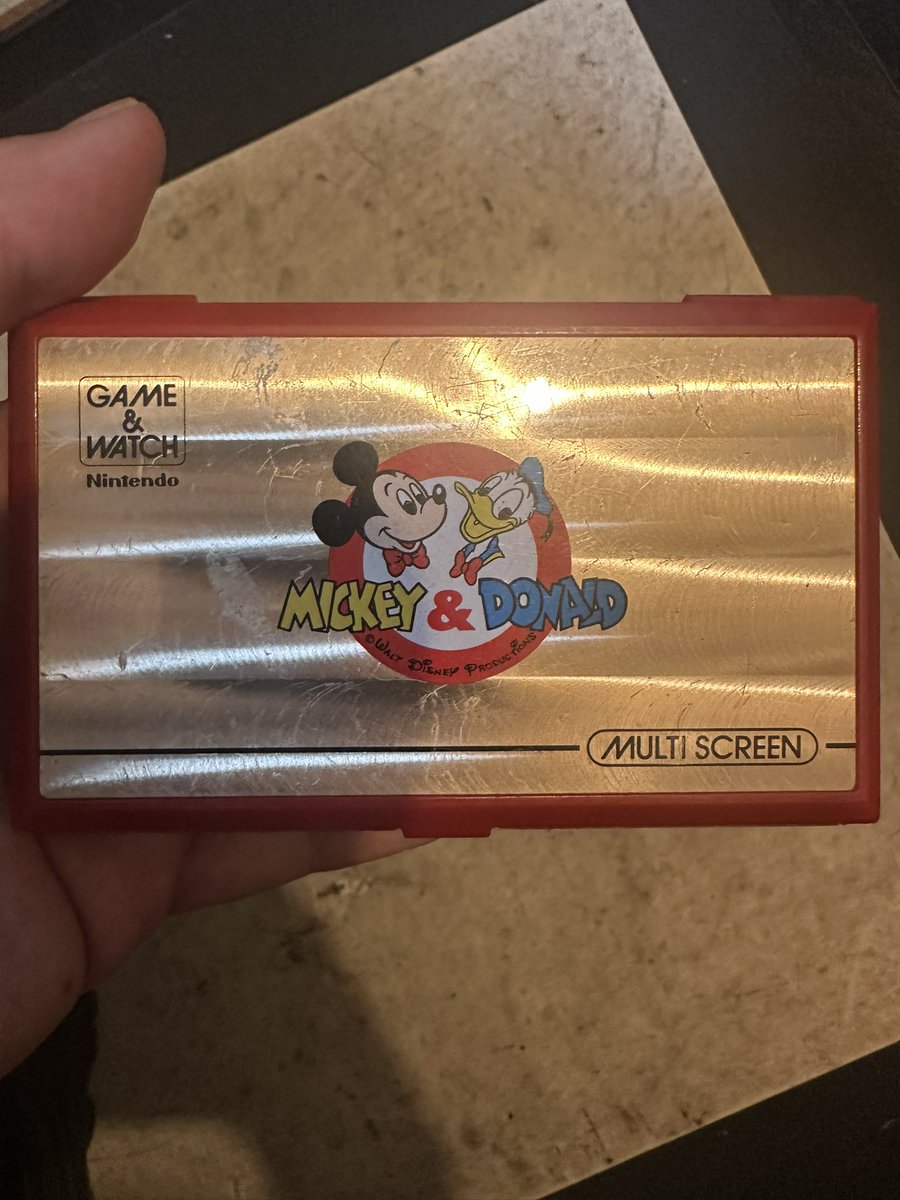 GAME
&
WATCH
Nintendo
MICKEY & DONALD
© WALT DISNEY PRODUCTIONS
MULTI SCREEN